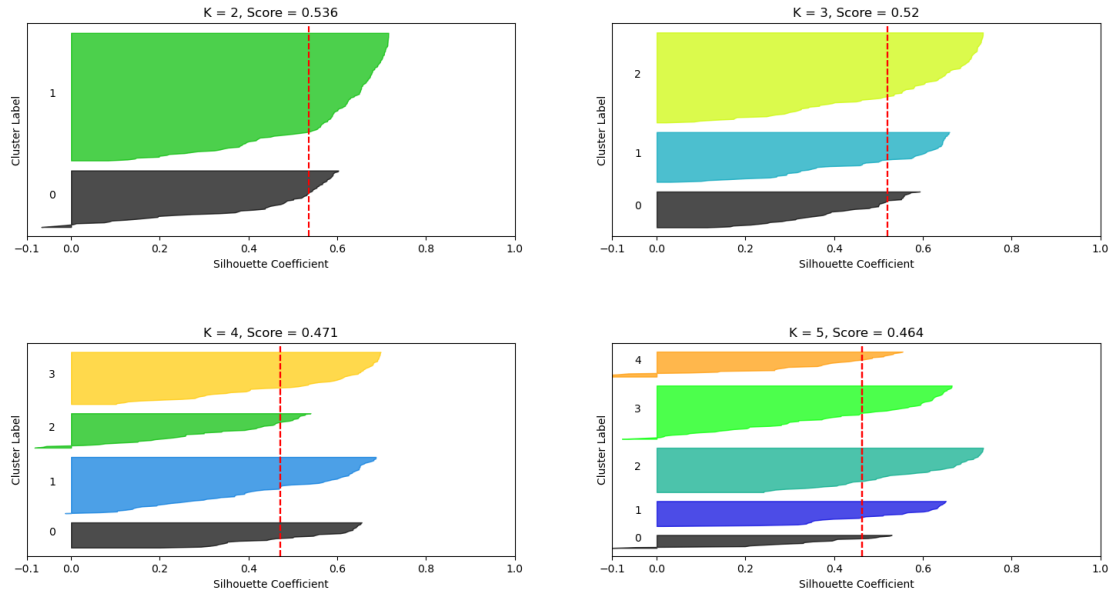 K = 2, Score = 0.536
Cluster Label
1
0
−0.1 0.0 0.2 0.4 0.6 0.8 1.0
Silhouette Coefficient
K = 3, Score = 0.52
Cluster Label
2
1
0
−0.1 0.0 0.2 0.4 0.6 0.8 1.0
Silhouette Coefficient
K = 4, Score = 0.471
Cluster Label
3
2
1
0
−0.1 0.0 0.2 0.4 0.6 0.8 1.0
Silhouette Coefficient
K = 5, Score = 0.464
Cluster Label
4
3
2
1
0
−0.1 0.0 0.2 0.4 0.6 0.8 1.0
Silhouette Coefficient